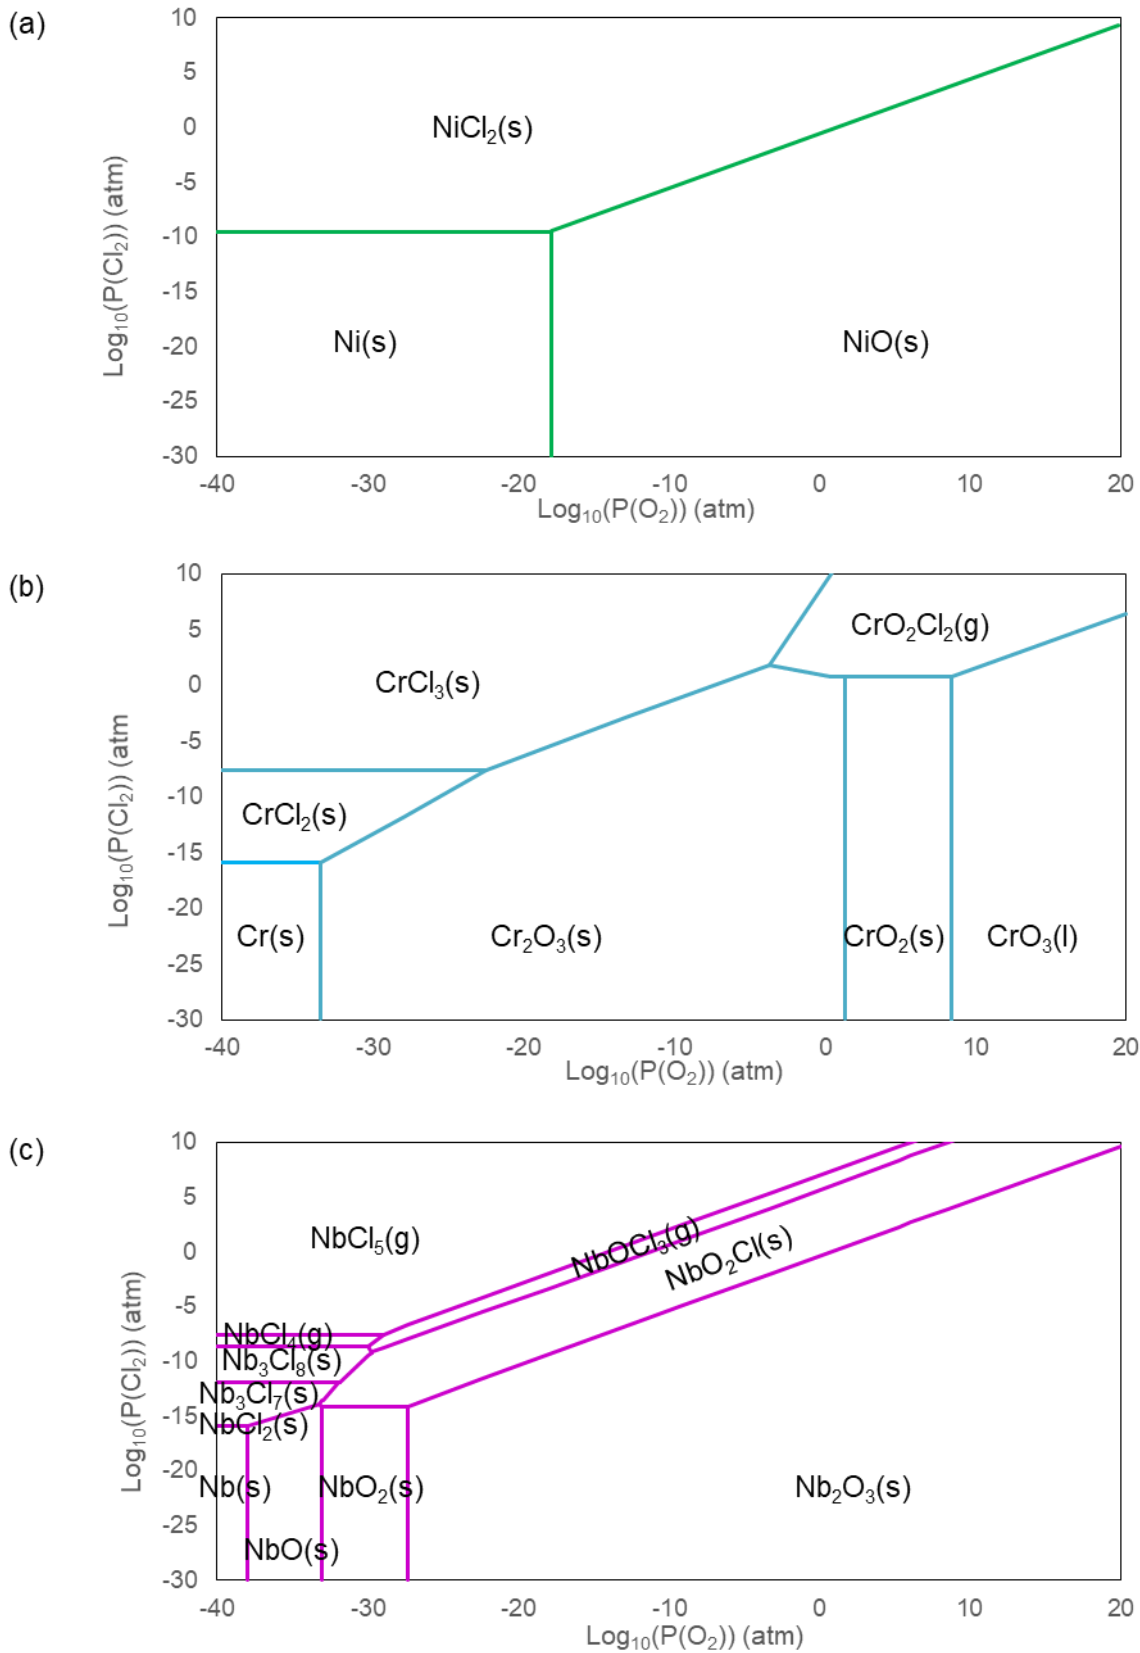 (a)
10
5
0
-5
-10
-15
-20
-25
-30
Log₁₀(P(Cl₂)) (atm)
NiCl₂(s)
Ni(s)
NiO(s)
-40 -30 -20 -10 0 10 20
Log₁₀(P(O₂)) (atm)
(b)
10
5
0
-5
-10
-15
-20
-25
-30
Log₁₀(P(Cl₂)) (atm
CrO₂Cl₂(g)
CrCl₃(s)
CrCl₂(s)
Cr(s)
Cr₂O₃(s)
CrO₂(s)
CrO₃(l)
-40 -30 -20 -10 0 10 20
Log₁₀(P(O₂)) (atm)
(c)
10
5
0
-5
-10
-15
-20
-25
-30
Log₁₀(P(Cl₂)) (atm)
NbCl₅(g)
NbOCl₃(g)
NbO₂Cl(s)
NbCl₄(g)
Nb₃Cl₈(s)
Nb₃Cl₇(s)
NbCl₂(s)
Nb(s)
NbO₂(s)
Nb₂O₃(s)
NbO(s)
-40 -30 -20 -10 0 10 20
Log₁₀(P(O₂)) (atm)